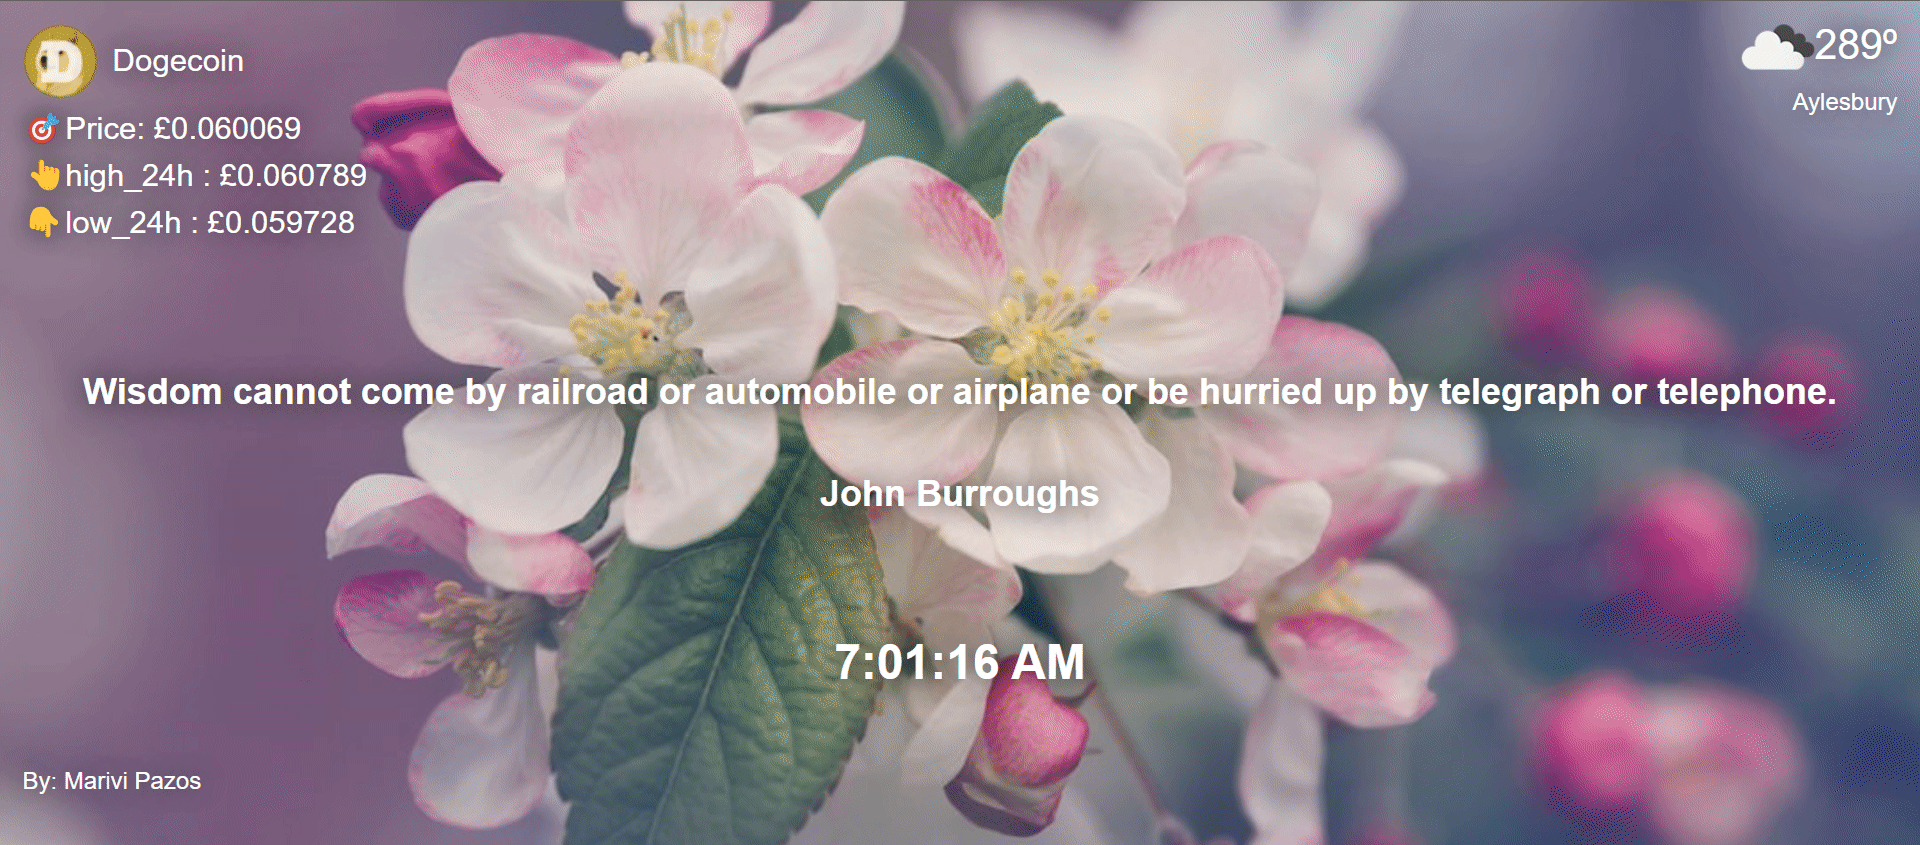 Dogecoin
Price: £0.060069
high_24h : £0.060789
low_24h : £0.059728
289º
Aylesbury
Wisdom cannot come by railroad or automobile or airplane or be hurried up by telegraph or telephone.
John Burroughs
7:01:16 AM
By: Marivi Pazos